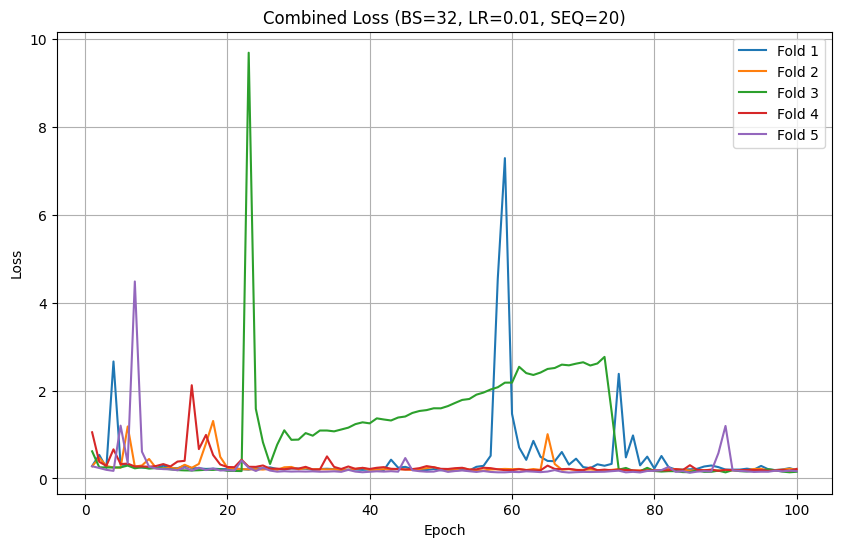 Combined Loss (BS=32, LR=0.01, SEQ=20)
10
8
6
4
2
0
Loss
0 20 40 60 80 100
Epoch
Fold 1
Fold 2
Fold 3
Fold 4
Fold 5